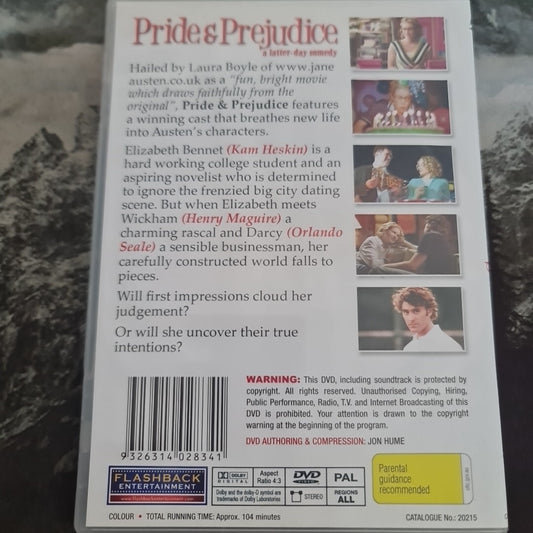 Pride & Prejudice
a latter-day comedy
Hailed by Laura Boyle of www.jane
austen.co.uk as a "fun, bright movie
which draws faithfully from the
original", Pride & Prejudice features
a winning cast that breathes new life
into Austen's characters.
Elizabeth Bennet (Kam Heskin) is a
hard working college student and an
aspiring novelist who is determined
to ignore the frenzied big city dating
scene. But when Elizabeth meets
Wickham (Henry Maguire) a
charming rascal and Darcy (Orlando
Seale) a sensible businessman, her
carefully constructed world falls to
pieces.
Will first impressions cloud her
judgement?
Or will she uncover their true
intentions?
9 326314 028341
WARNING: This DVD, including soundtrack is protected by
copyright. All rights reserved. Unauthorised Copying, Hiring,
Public Performance, Radio, T.V. and Internet Broadcasting of this
DVD is prohibited. Your attention is drawn to the copyright
warning at the beginning of the program.
DVD AUTHORING & COMPRESSION: JON HUME
FLASHBACK
ENTERTAINMENT
www.flashbackentertainment.com
DOLBY
DIGITAL
Dolby and the double-D symbol are
trademarks of Dolby Laboratories
Aspect
Ratio 4:3
STEREO
DVD
VIDEO
PAL
REGIONS
ALL
Parental
guidance
recommended
COLOUR • TOTAL RUNNING TIME: Approx. 104 minutes
CATALOGUE No.: 20215